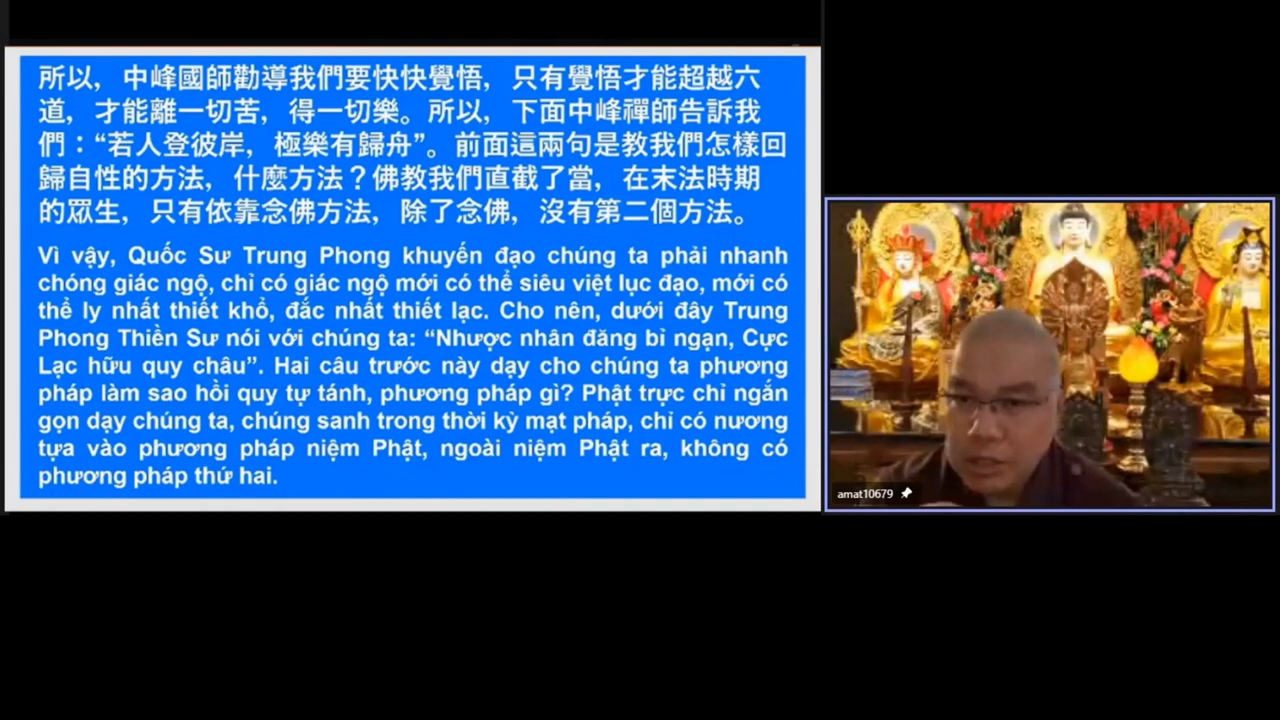 所以，中峰國師勸導我們要快快覺悟，只有覺悟才能超越六
道，才能離一切苦，得一切樂。所以，下面中峰禪師告訴我
們：“若人登彼岸，極樂有歸舟”。前面這兩句是教我們怎樣回
歸自性的方法，什麼方法？佛教我們直截了當，在末法時期
的眾生，只有依靠念佛方法，除了念佛，沒有第二個方法。
Vì vậy, Quốc Sư Trung Phong khuyến đạo chúng ta phải nhanh
chóng giác ngộ, chỉ có giác ngộ mới có thể siêu việt lục đạo, mới có
thể ly nhất thiết khổ, đắc nhất thiết lạc. Cho nên, dưới đây Trung
Phong Thiền Sư nói với chúng ta: “Nhược nhân đăng bỉ ngạn, Cực
Lạc hữu quy châu”. Hai câu trước này dạy cho chúng ta phương
pháp làm sao hồi quy tự tánh, phương pháp gì? Phật trực chỉ ngắn
gọn dạy chúng ta, chúng sanh trong thời kỳ mạt pháp, chỉ có nương
tựa vào phương pháp niệm Phật, ngoài niệm Phật ra, không có
phương pháp thứ hai.
amat10679